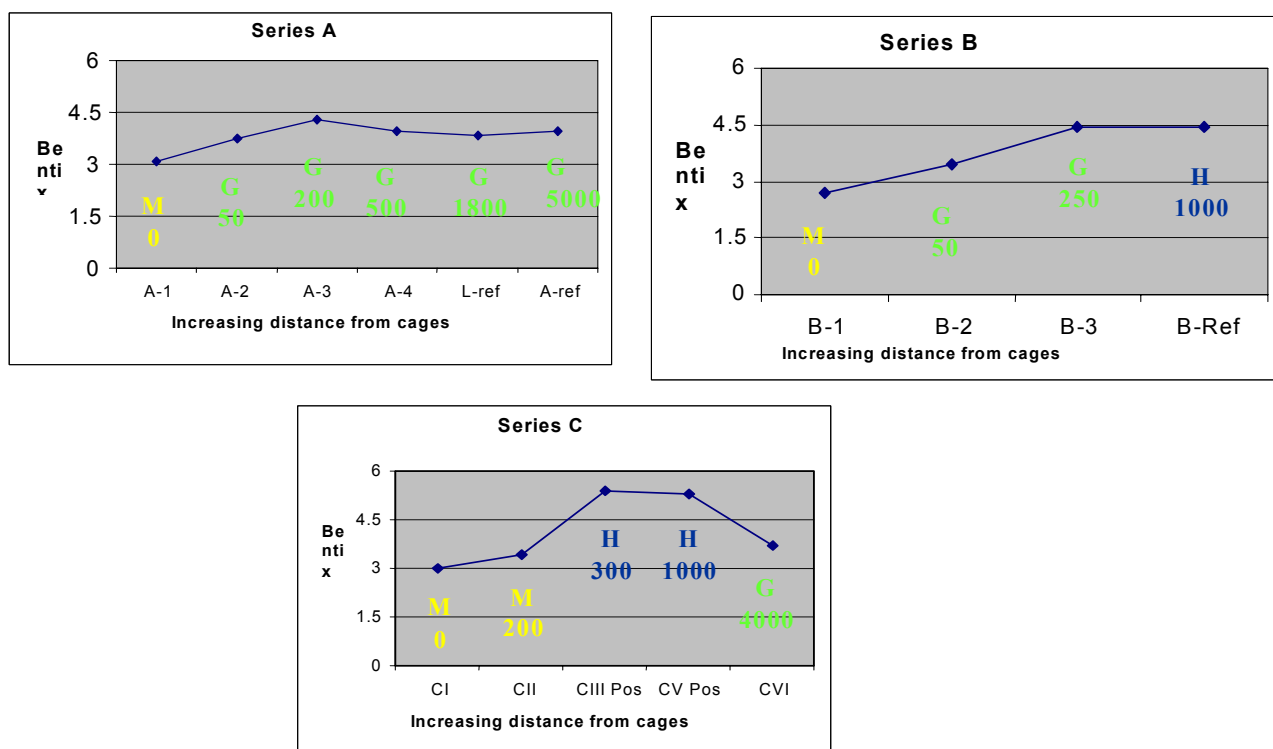 Series A
6
4.5
3
1.5
0
Be
nti
x
M
0
G
50
G
200
G
500
G
1800
G
5000
A-1 A-2 A-3 A-4 L-ref A-ref
Increasing distance from cages
Series B
6
4.5
3
1.5
0
Be
nti
x
M
0
G
50
G
250
H
1000
B-1 B-2 B-3 B-Ref
Increasing distance from cages
Series C
6
4.5
3
1.5
0
Be
nti
x
M
0
M
200
H
300
H
1000
G
4000
CI CII CIII Pos CV Pos CVI
Increasing distance from cages